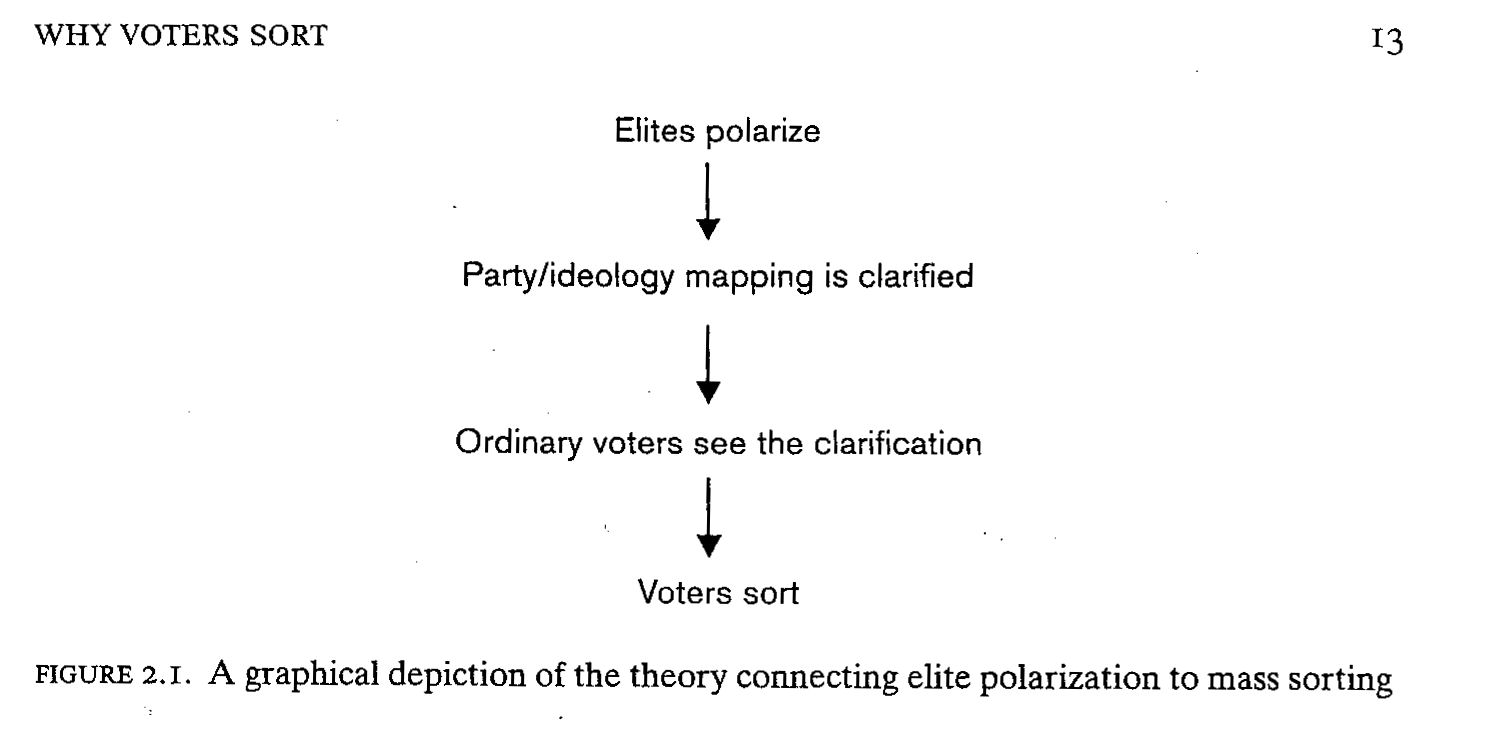 WHY VOTERS SORT 13
Elites polarize
Party/ideology mapping is clarified
Ordinary voters see the clarification
Voters sort
FIGURE 2.1. A graphical depiction of the theory connecting elite polarization to mass sorting